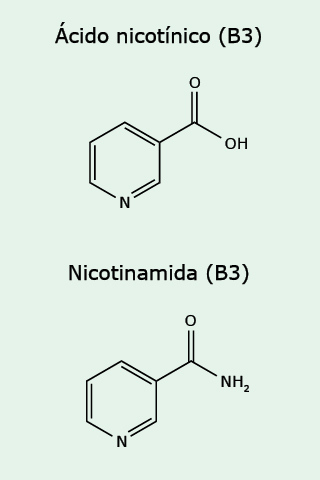 Ácido nicotínico (B3)
O
OH
N
Nicotinamida (B3)
O
NH₂
N